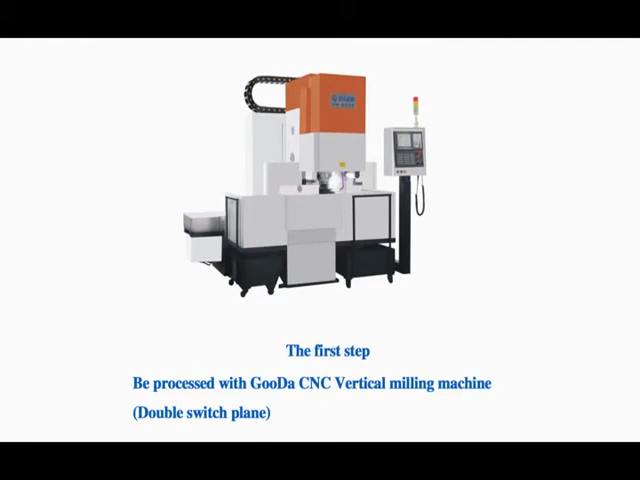 The first step
Be processed with GooDa CNC Vertical milling machine
(Double switch plane)